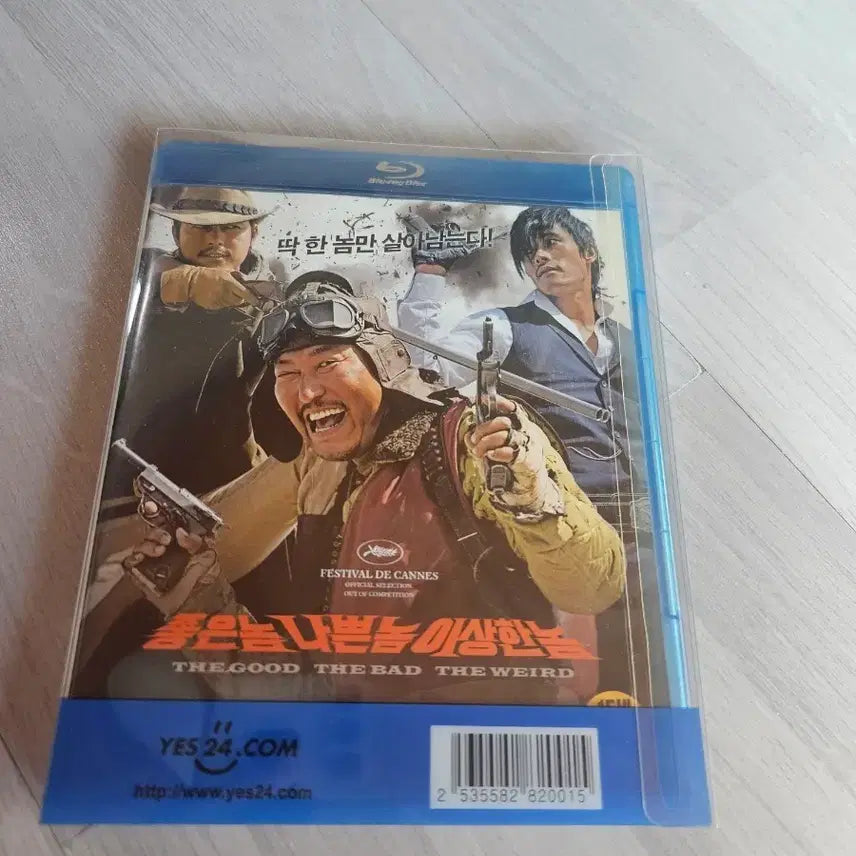 Blu-ray Disc
딱 한 놈만 살아남는다!
FESTIVAL DE CANNES
OFFICIAL SELECTION
OUT OF COMPETITION
좋은놈 나쁜놈 이상한놈
THE GOOD THE BAD THE WEIRD
YES24.COM
http://www.yes24.com
2 535582 820015